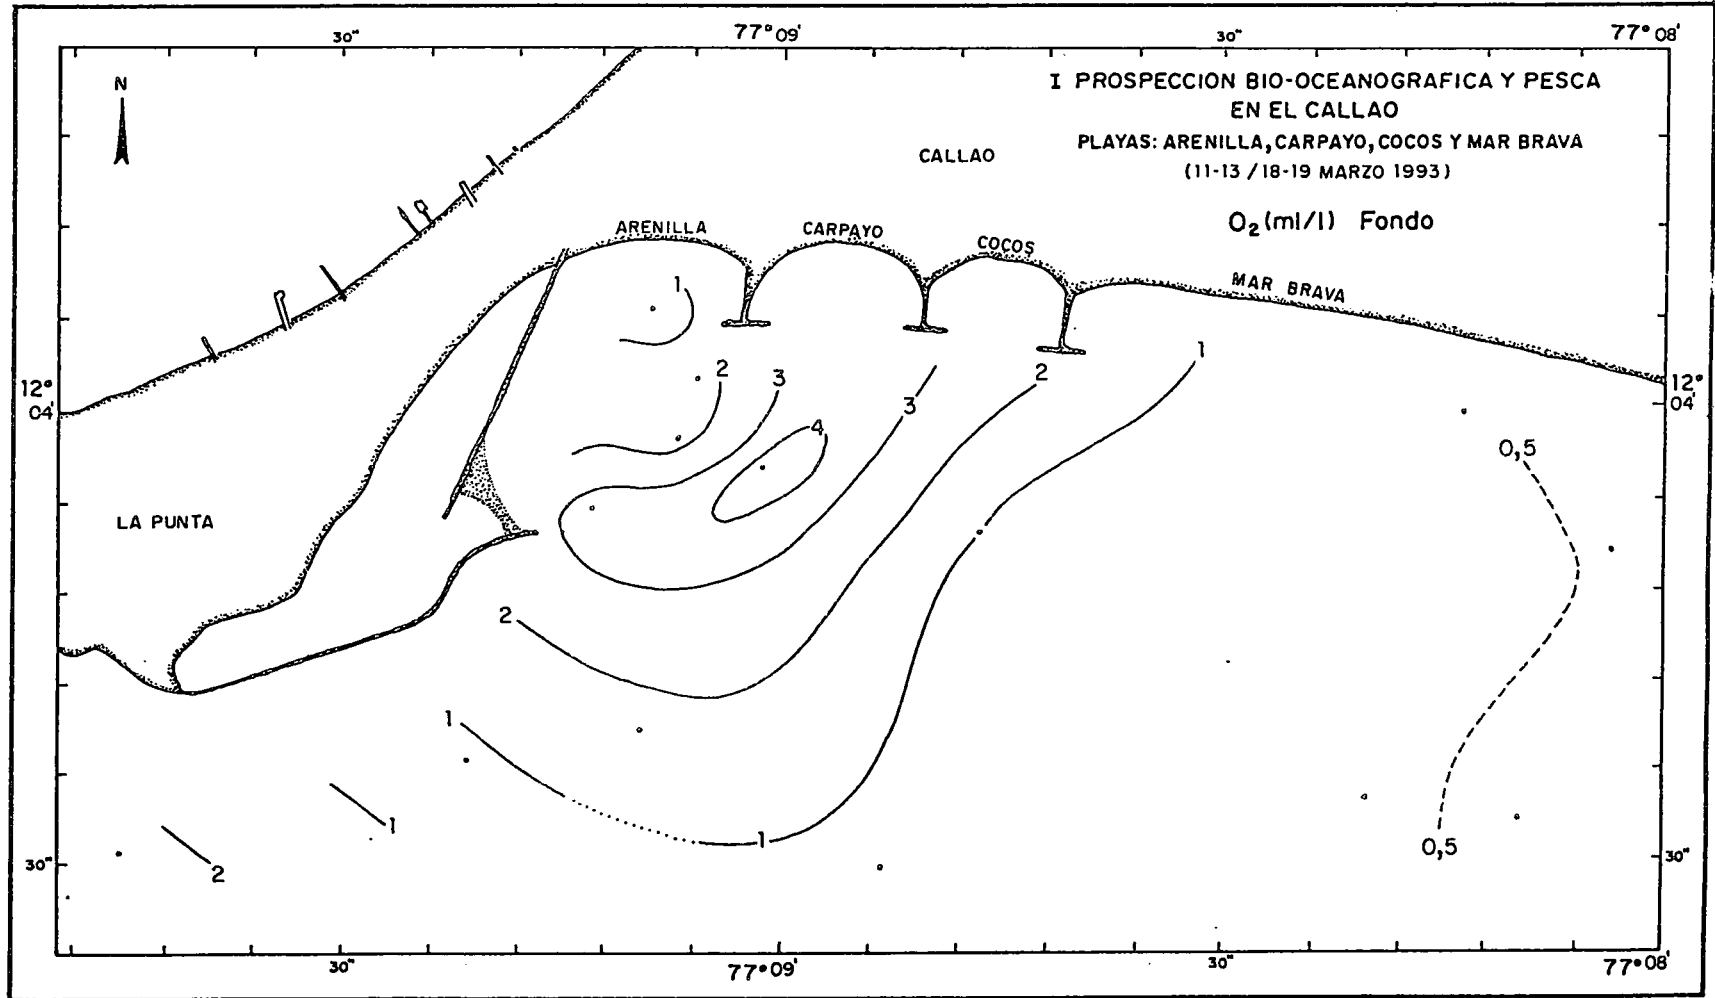 30" 77°09' 30" 77°08'
N
I PROSPECCION BIO-OCEANOGRAFICA Y PESCA
EN EL CALLAO
PLAYAS: ARENILLA, CARPAYO, COCOS Y MAR BRAVA
(11-13 / 18-19 MARZO 1993)
O₂ (ml/l) Fondo
CALLAO
ARENILLA
CARPAYO
COCOS
MAR BRAVA
1
1
2
3
2
12°
04'
12°
04'
3
4
0,5
LA PUNTA
2
1
1
1
0,5
2
30"
30"
30" 77°09' 30" 77°08'